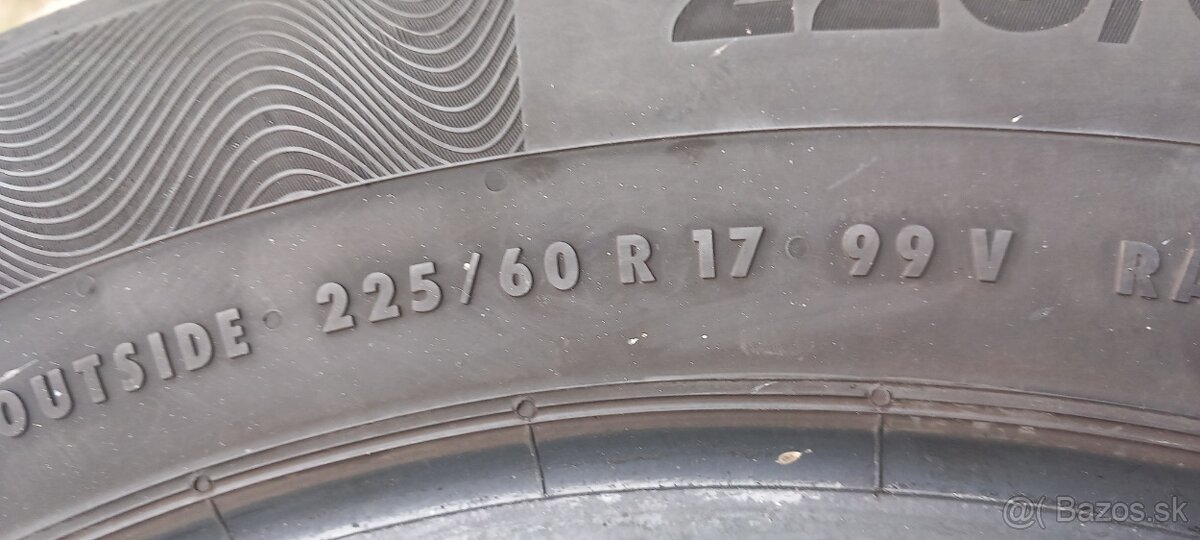 OUTSIDE 225/60 R 17 99 V
@( Bazos.sk